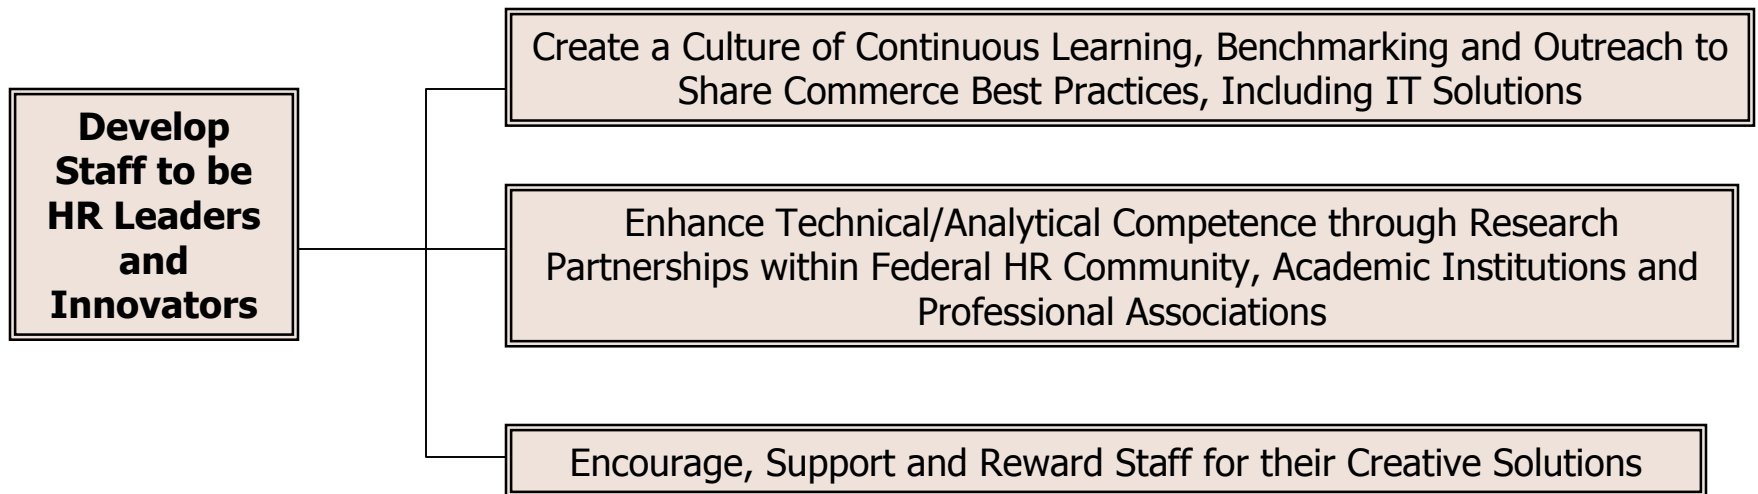 Develop
Staff to be
HR Leaders
and
Innovators
Create a Culture of Continuous Learning, Benchmarking and Outreach to
Share Commerce Best Practices, Including IT Solutions
Enhance Technical/Analytical Competence through Research
Partnerships within Federal HR Community, Academic Institutions and
Professional Associations
Encourage, Support and Reward Staff for their Creative Solutions